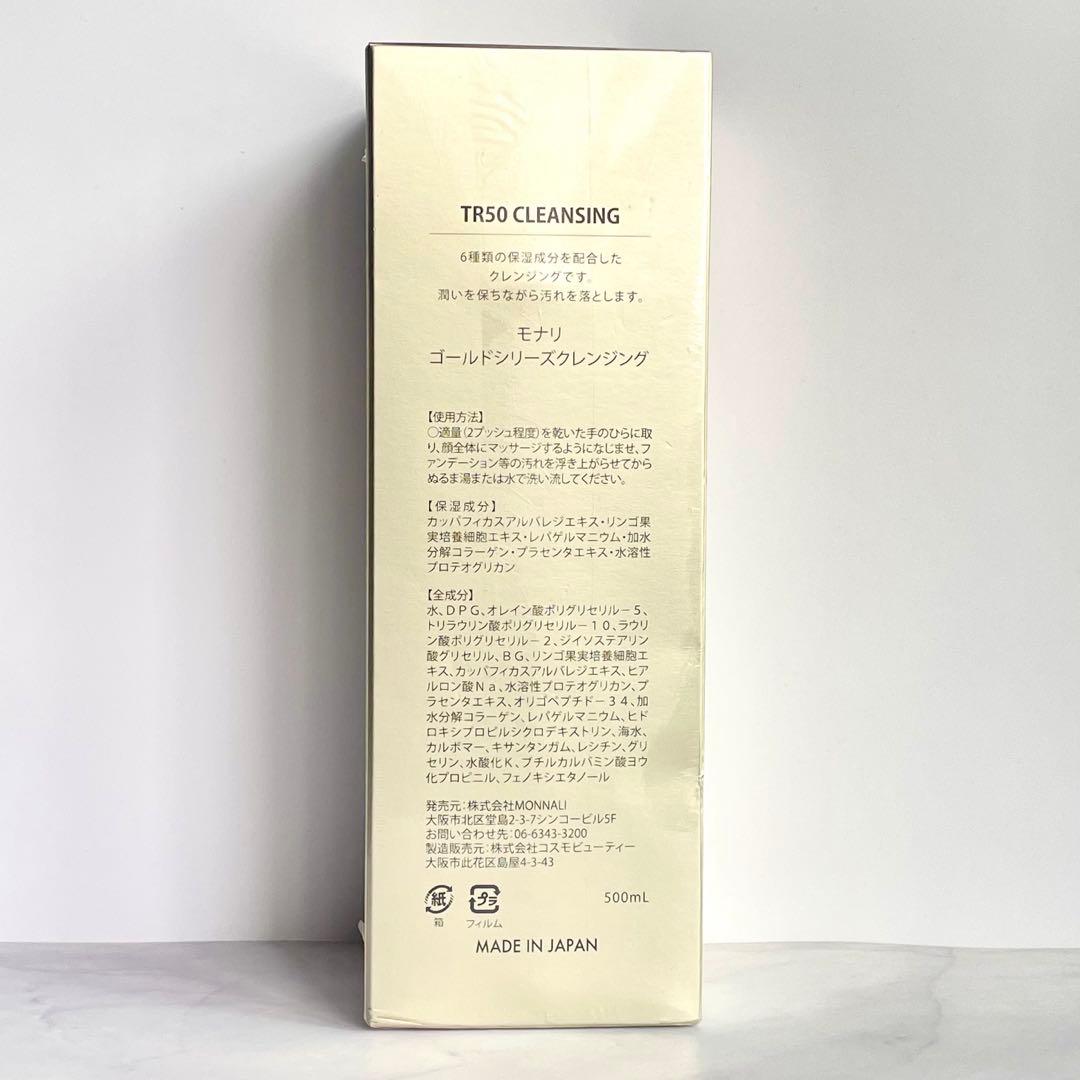 TR50 CLEANSING
6種類の保湿成分を配合した
クレンジングです。
潤いを保ちながら汚れを落とします。
モナリ
ゴールドシリーズクレンジング
【使用方法】
○適量(2プッシュ程度)を乾いた手のひらに取
り、顔全体にマッサージするようになじませ、フ
ァンデーション等の汚れを浮き上がらせてから
ぬるま湯または水で洗い流してください。
【保湿成分】
カッパフィカスアルバレジエキス・リンゴ果
実培養細胞エキス・レパゲルマニウム・加水
分解コラーゲン・プラセンタエキス・水溶性
プロテオグリカン
【全成分】
水、DPG、オレイン酸ポリグリセリル－5、
トリラウリン酸ポリグリセリル－10、ラウリ
ン酸ポリグリセリル－2、ジイソステアリン
酸グリセリル、BG、リンゴ果実培養細胞エ
キス、カッパフィカスアルバレジエキス、ヒア
ルロン酸Na、水溶性プロテオグリカン、プ
ラセンタエキス、オリゴペプチド－34、加
水分解コラーゲン、レパゲルマニウム、ヒド
ロキシプロピルシクロデキストリン、海水、
カルボマー、キサンタンガム、レシチン、グリ
セリン、水酸化K、ブチルカルバミン酸ヨウ
化プロピニル、フェノキシエタノール
発売元：株式会社MONNALI
大阪市北区堂島2-3-7シンコービル5F
お問い合わせ先：06-6343-3200
製造販売元：株式会社コスモビューティー
大阪市此花区島屋4-3-43
紙 プラ 500mL
箱 フィルム
MADE IN JAPAN